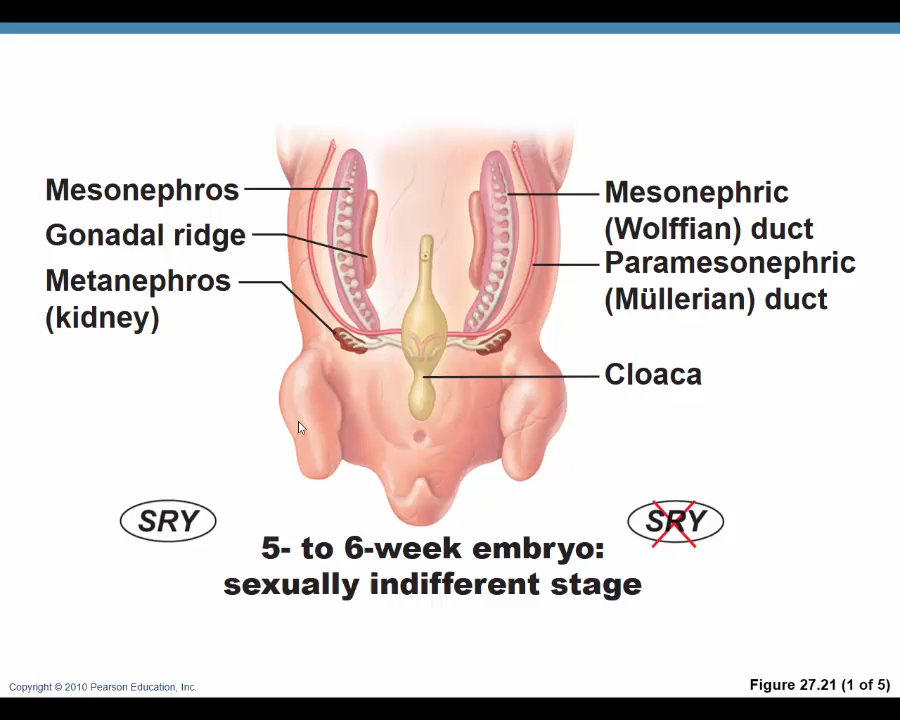 Mesonephros
Gonadal ridge
Metanephros
(kidney)
Mesonephric
(Wolffian) duct
Paramesonephric
(Müllerian) duct
Cloaca
SRY
SRY
5- to 6-week embryo:
sexually indifferent stage
Copyright © 2010 Pearson Education, Inc.
Figure 27.21 (1 of 5)